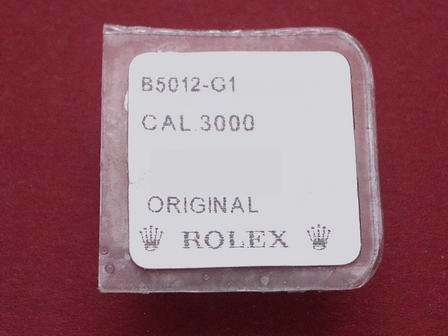 B5012-G1
CAL.3000
ORIGINAL
ROLEX